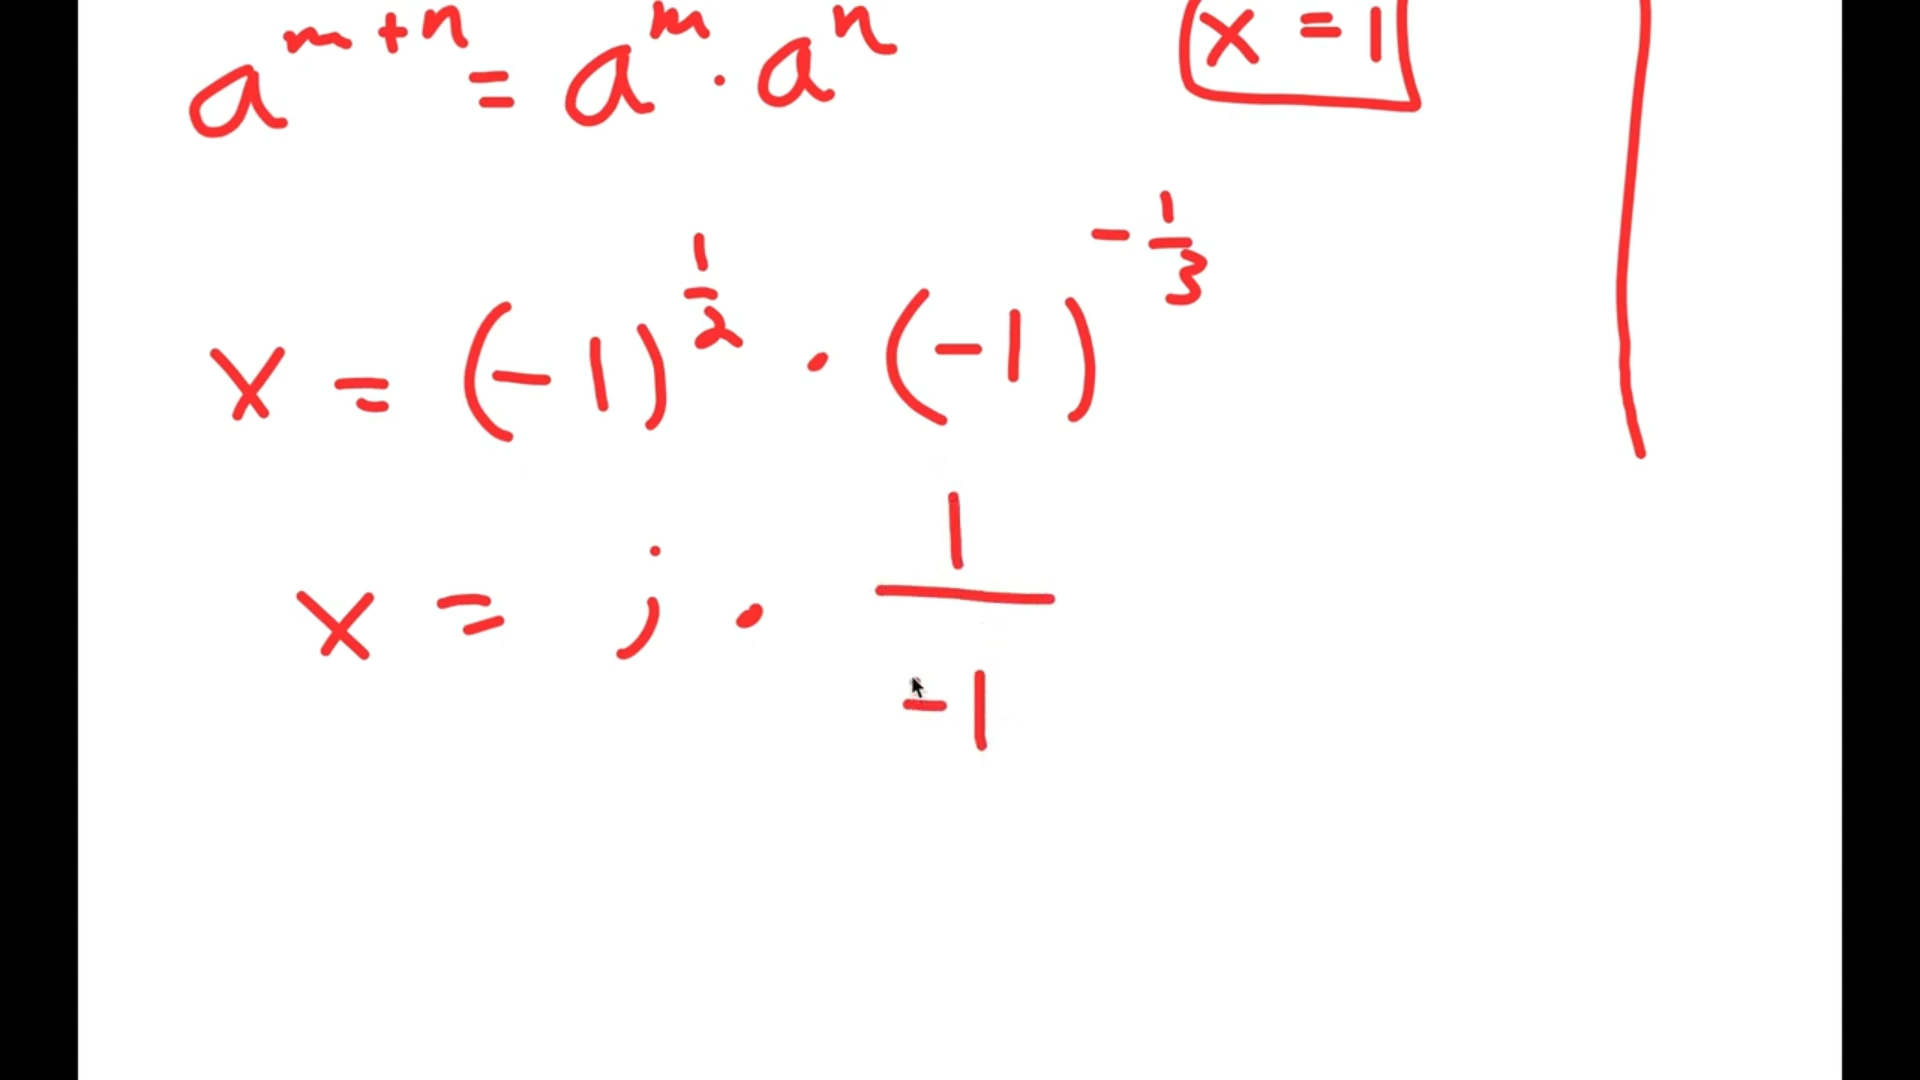 a^{m+n} = a^m · a^n
x = 1
x = (-1)^{1/2} · (-1)^{-1/3}
x = i · 1/-1